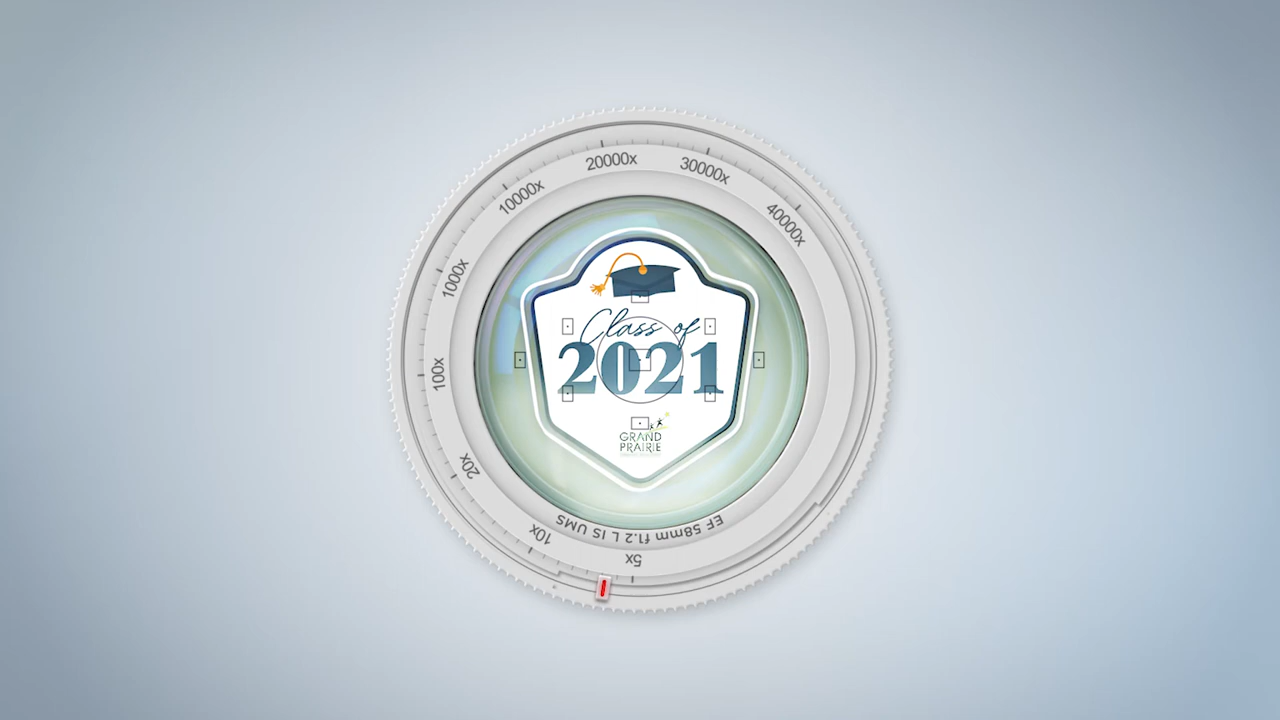 20000x
30000x
10000x
40000x
1000x
100x
20x
10x
5x
Class of
2021
GRAND
PRAIRIE
EF 58mm f1.2 L IS UMS